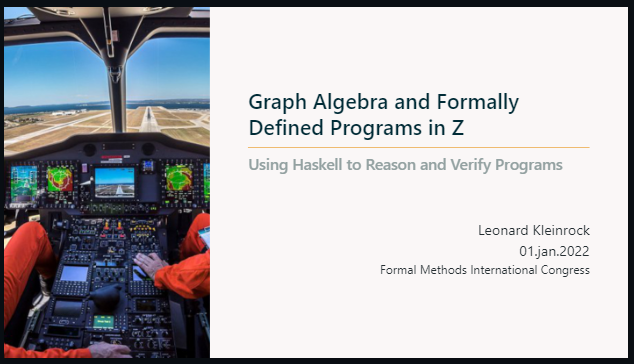 Graph Algebra and Formally
Defined Programs in Z
Using Haskell to Reason and Verify Programs
Leonard Kleinrock
01.jan.2022
Formal Methods International Congress